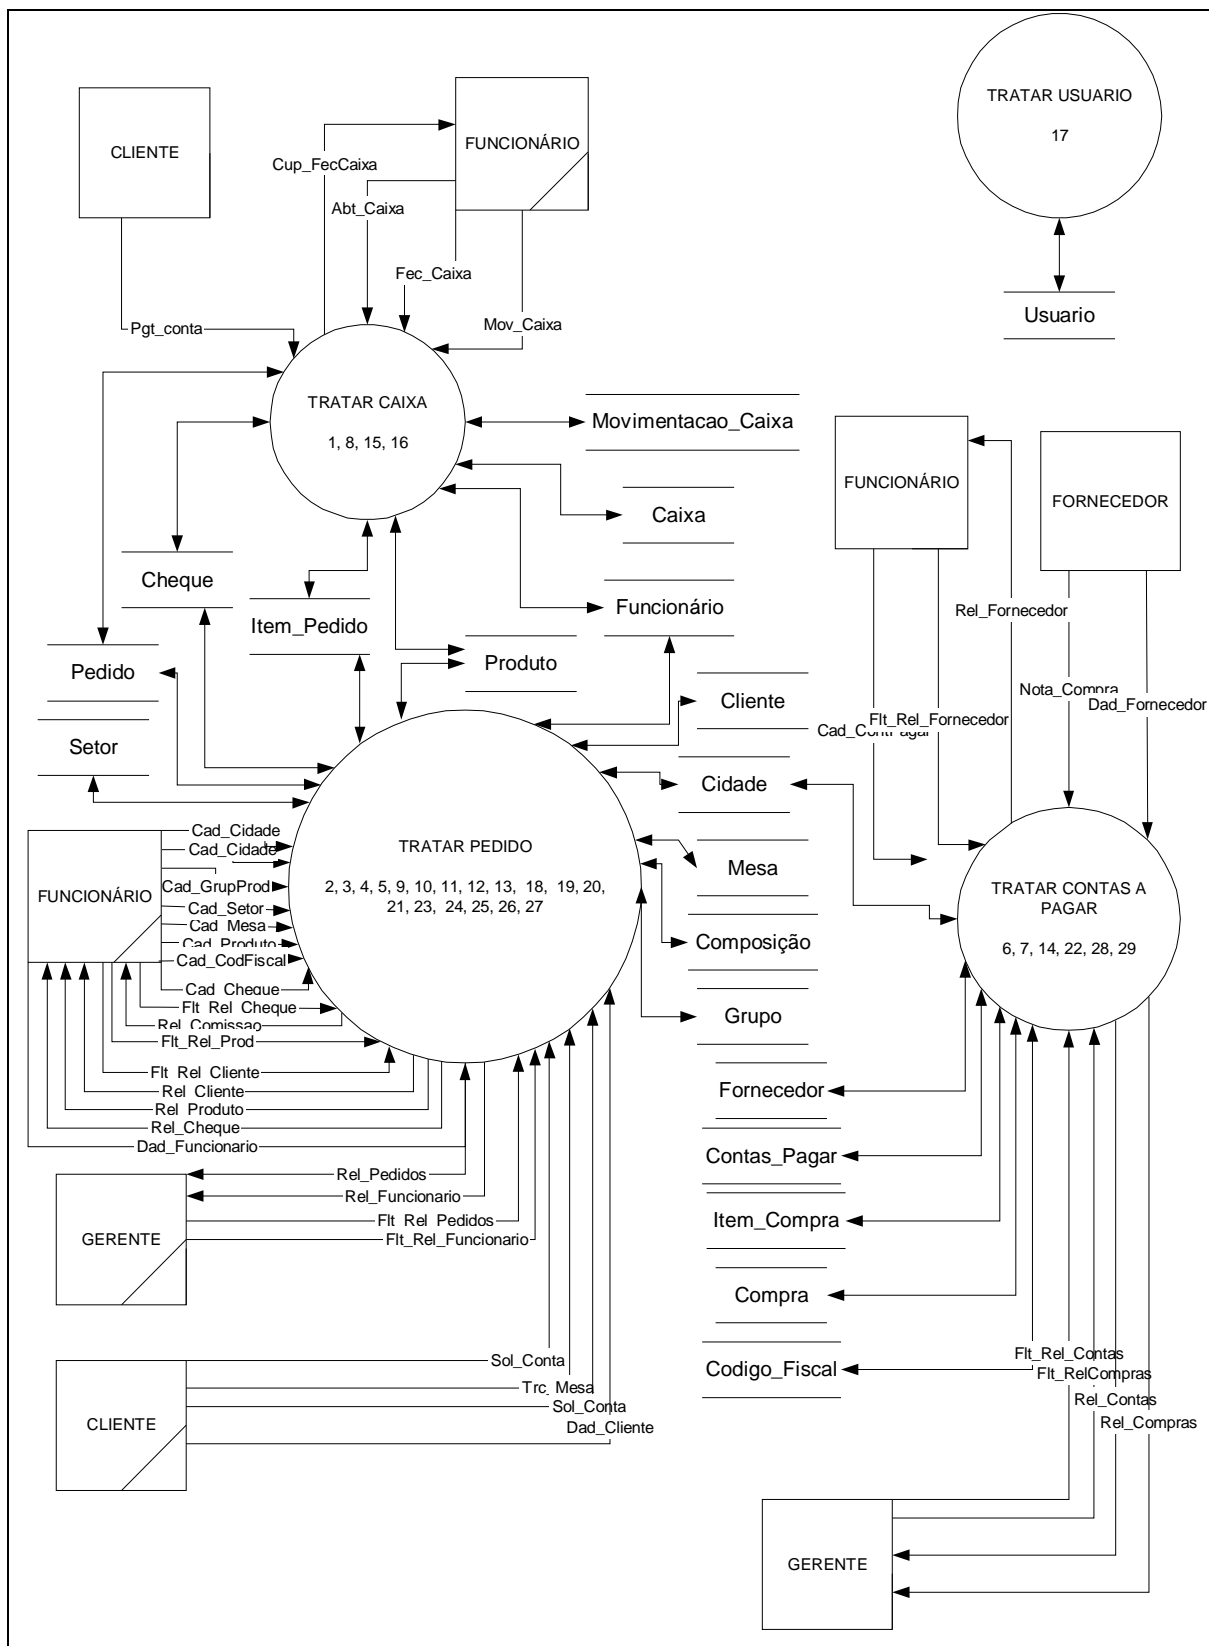 TRATAR USUARIO
17
Usuario
CLIENTE
FUNCIONÁRIO
Cup_FecCaixa
Abt_Caixa
Fec_Caixa
Mov_Caixa
Pgt_conta
TRATAR CAIXA
1, 8, 15, 16
Movimentacao_Caixa
Caixa
Funcionário
Cheque
Item_Pedido
Produto
Pedido
Setor
Cliente
Cidade
Mesa
Composição
Grupo
FUNCIONÁRIO
FORNECEDOR
Rel_Fornecedor
Nota_Compra
Dad_Fornecedor
Flt_Rel_Fornecedor
Cad_ContPagar
TRATAR PEDIDO
2, 3, 4, 5, 9, 10, 11, 12, 13, 18, 19, 20,
21, 23, 24, 25, 26, 27
TRATAR CONTAS A
PAGAR
6, 7, 14, 22, 28, 29
FUNCIONÁRIO
Cad_Cidade
Cad_Cidade
Cad_GrupProd
Cad_Setor
Cad_Mesa
Cad_Produto
Cad_CodFiscal
Cad_Cheque
Flt_Rel_Cheque
Rel_Comissao
Flt_Rel_Prod
Flt_Rel_Cliente
Rel_Cliente
Rel_Produto
Rel_Cheque
Dad_Funcionario
Rel_Pedidos
Rel_Funcionario
Flt_Rel_Pedidos
Flt_Rel_Funcionario
GERENTE
Fornecedor
Contas_Pagar
Item_Compra
Compra
Codigo_Fiscal
Sol_Conta
Trc_Mesa
Sol_Conta
Dad_Cliente
CLIENTE
Flt_Rel_Contas
Flt_RelCompras
Rel_Contas
Rel_Compras
GERENTE